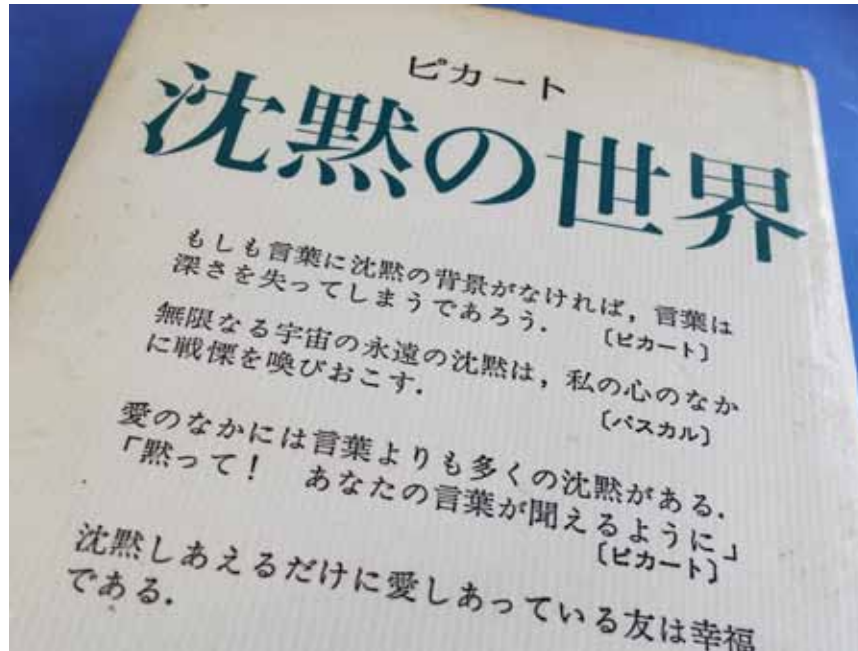 ピカート
沈黙の世界
もしも言葉に沈黙の背景がなければ，言葉は
深さを失ってしまうであろう．
〔ピカート〕
無限なる宇宙の永遠の沈黙は，私の心のなか
に戦慄を喚びおこす．
〔パスカル〕
愛のなかには言葉よりも多くの沈黙がある．
「黙って！　あなたの言葉が聞えるように」
〔ピカート〕
沈黙しあえるだけに愛しあっている友は幸福
である．